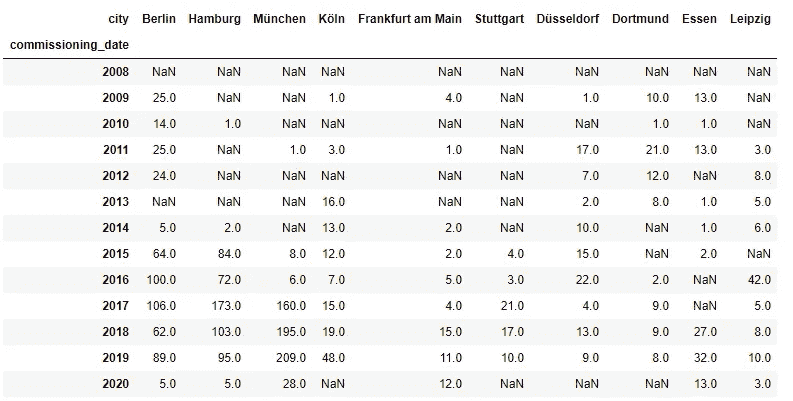 city Berlin Hamburg München Köln Frankfurt am Main Stuttgart Düsseldorf Dortmund Essen Leipzig
commissioning_date
2008 NaN NaN NaN NaN NaN NaN NaN NaN NaN NaN
2009 25.0 NaN NaN 1.0 4.0 NaN 1.0 10.0 13.0 NaN
2010 14.0 1.0 NaN NaN NaN NaN NaN 1.0 1.0 NaN
2011 25.0 NaN 1.0 3.0 1.0 NaN 17.0 21.0 13.0 3.0
2012 24.0 NaN NaN NaN NaN NaN 7.0 12.0 NaN 8.0
2013 NaN NaN NaN 16.0 NaN NaN 2.0 8.0 1.0 5.0
2014 5.0 2.0 NaN 13.0 2.0 NaN 10.0 NaN 1.0 6.0
2015 64.0 84.0 8.0 12.0 2.0 4.0 15.0 NaN 2.0 NaN
2016 100.0 72.0 6.0 7.0 5.0 3.0 22.0 2.0 NaN 42.0
2017 106.0 173.0 160.0 15.0 4.0 21.0 4.0 9.0 NaN 5.0
2018 62.0 103.0 195.0 19.0 15.0 17.0 13.0 9.0 27.0 8.0
2019 89.0 95.0 209.0 48.0 11.0 10.0 9.0 8.0 32.0 10.0
2020 5.0 5.0 28.0 NaN 12.0 NaN NaN NaN 13.0 3.0